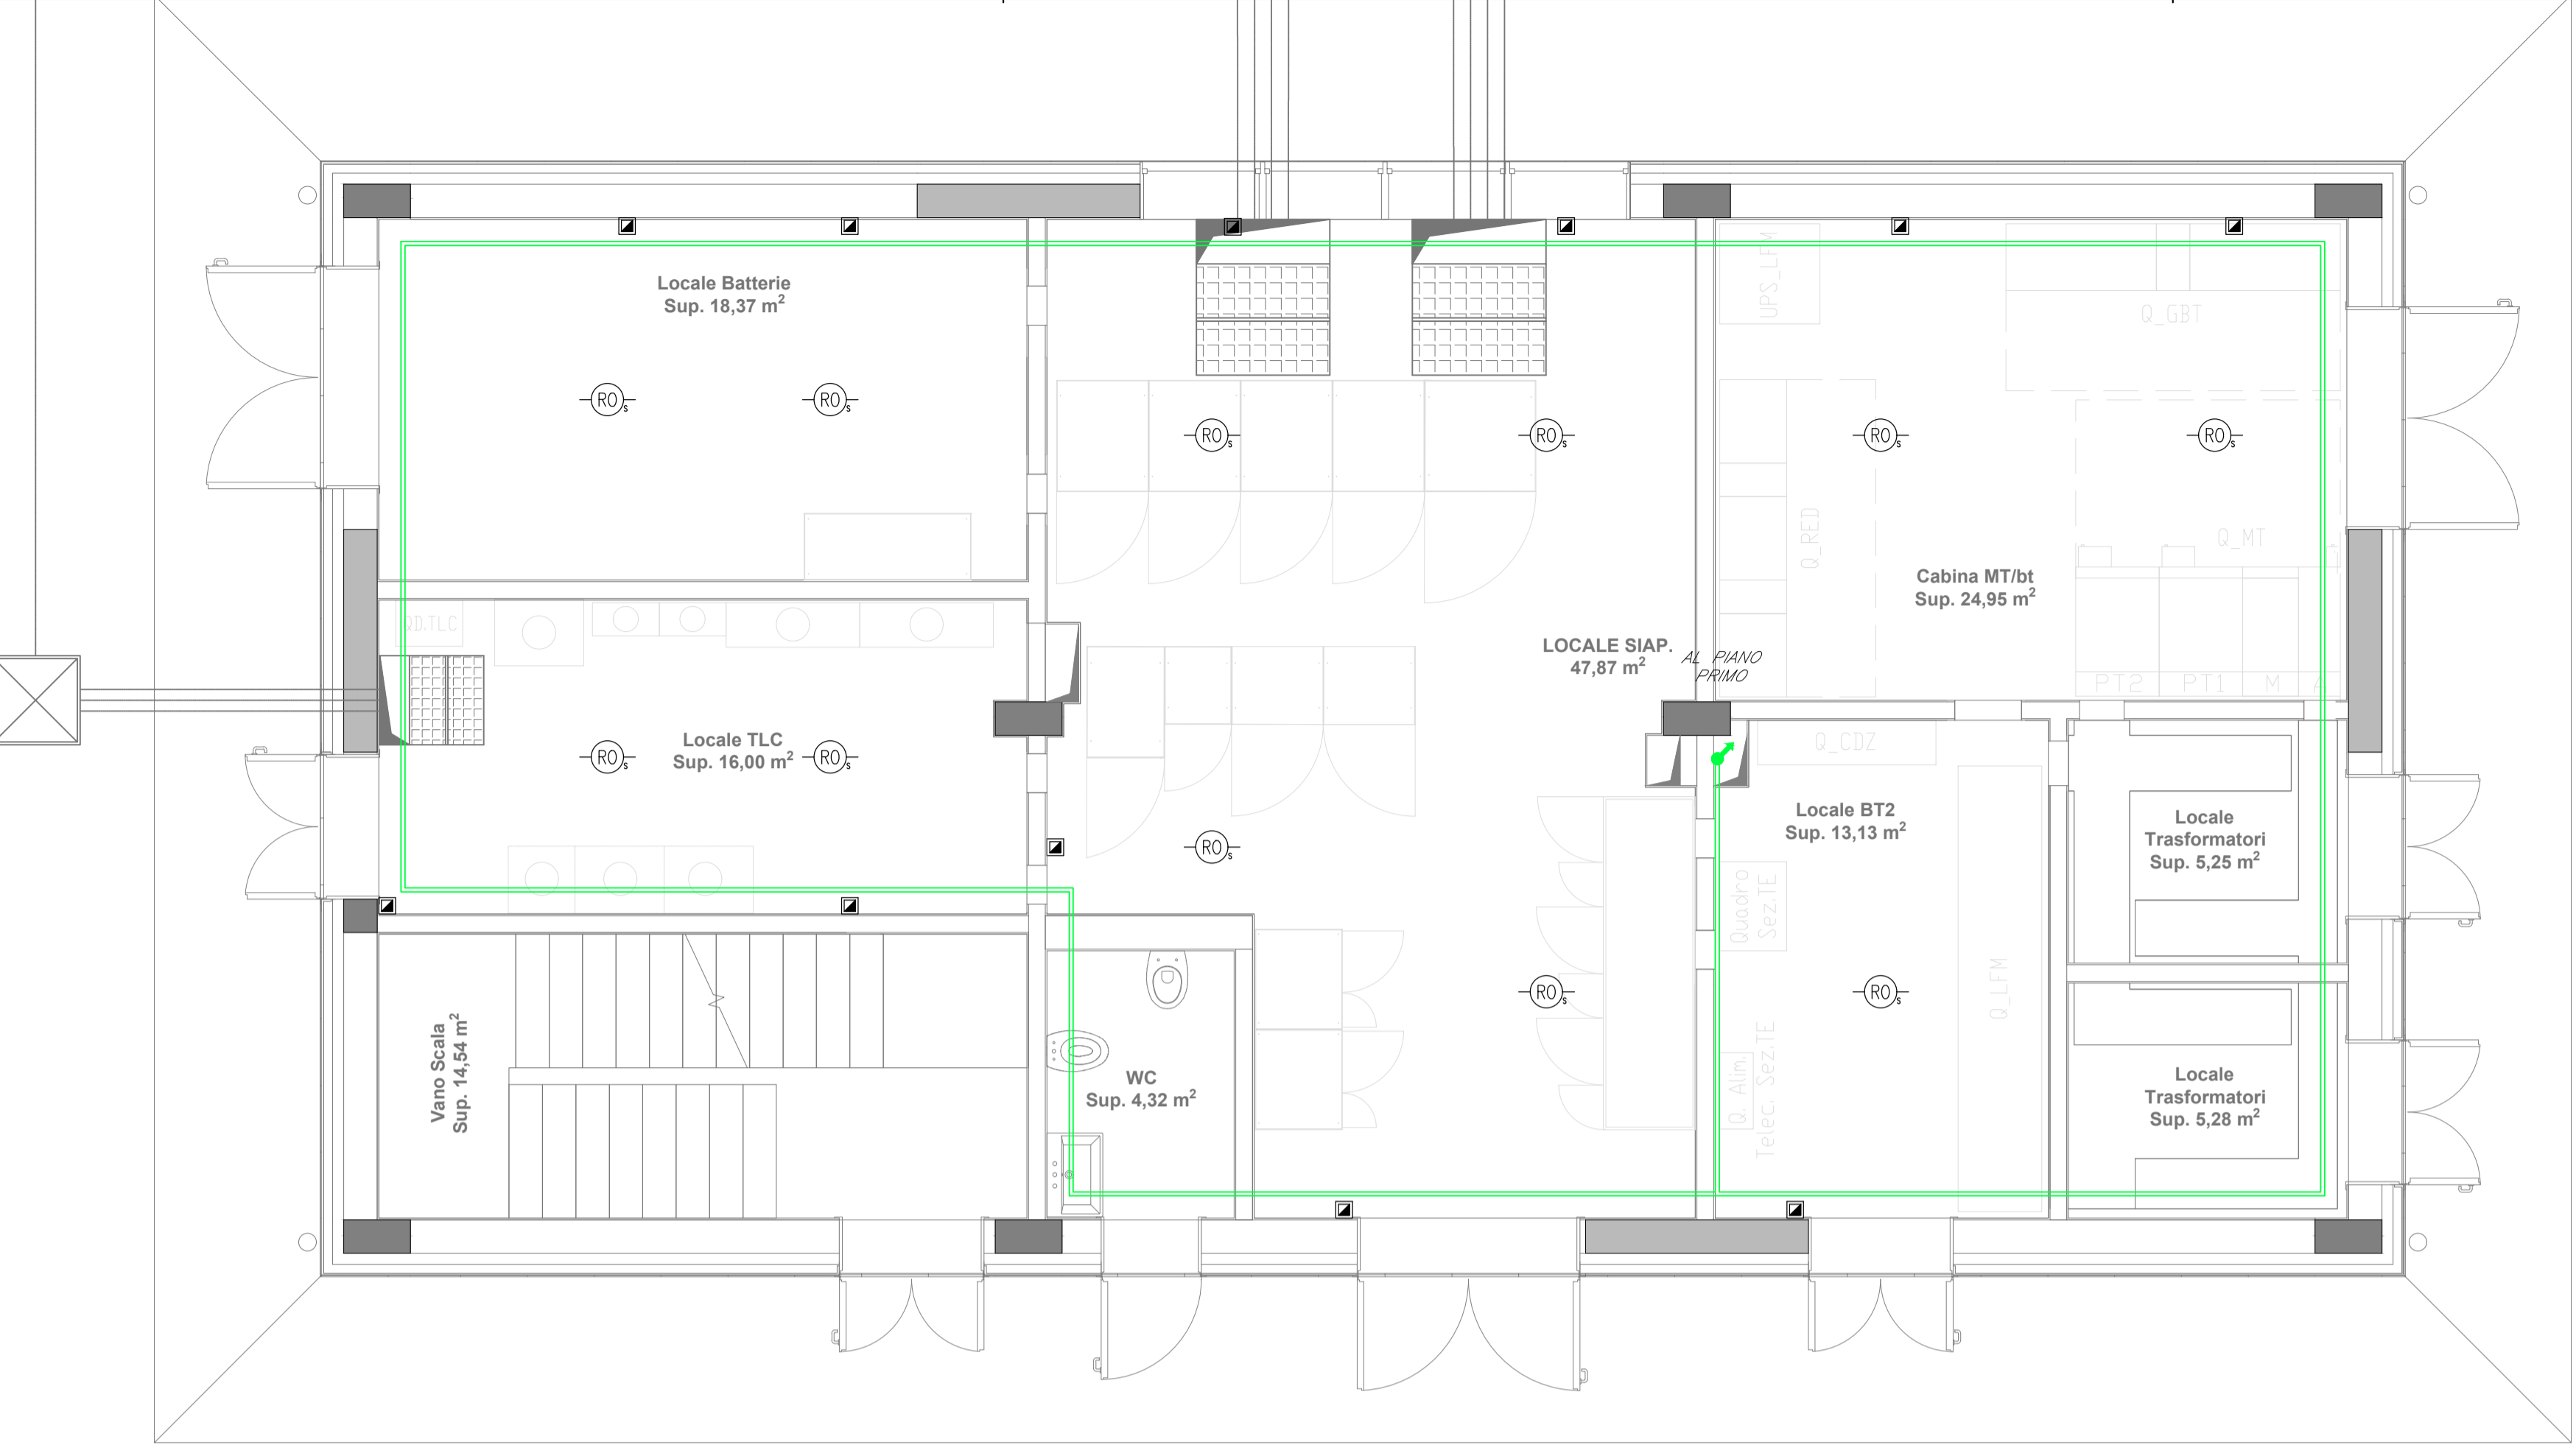 Locale Batterie
Sup. 18,37 m²
UPS_LFM
Q_GBT
RO s
RO s
RO s
RO s
RO s
RO s
Q_RED
Q_MT
Cabina MT/bt
Sup. 24,95 m²
QD.TLC
LOCALE SIAP.
47,87 m²
AL PIANO
PRIMO
PT2
PT1
M
A
Locale TLC
Sup. 16,00 m²
RO s
RO s
Q_CDZ
Locale BT2
Sup. 13,13 m²
Locale
Trasformatori
Sup. 5,25 m²
RO s
Quadro
Sez.TE
Q_LFM
RO s
RO s
Vano Scala
Sup. 14,54 m²
WC
Sup. 4,32 m²
Q. Alim.
Telec. Sez.TE
Locale
Trasformatori
Sup. 5,28 m²